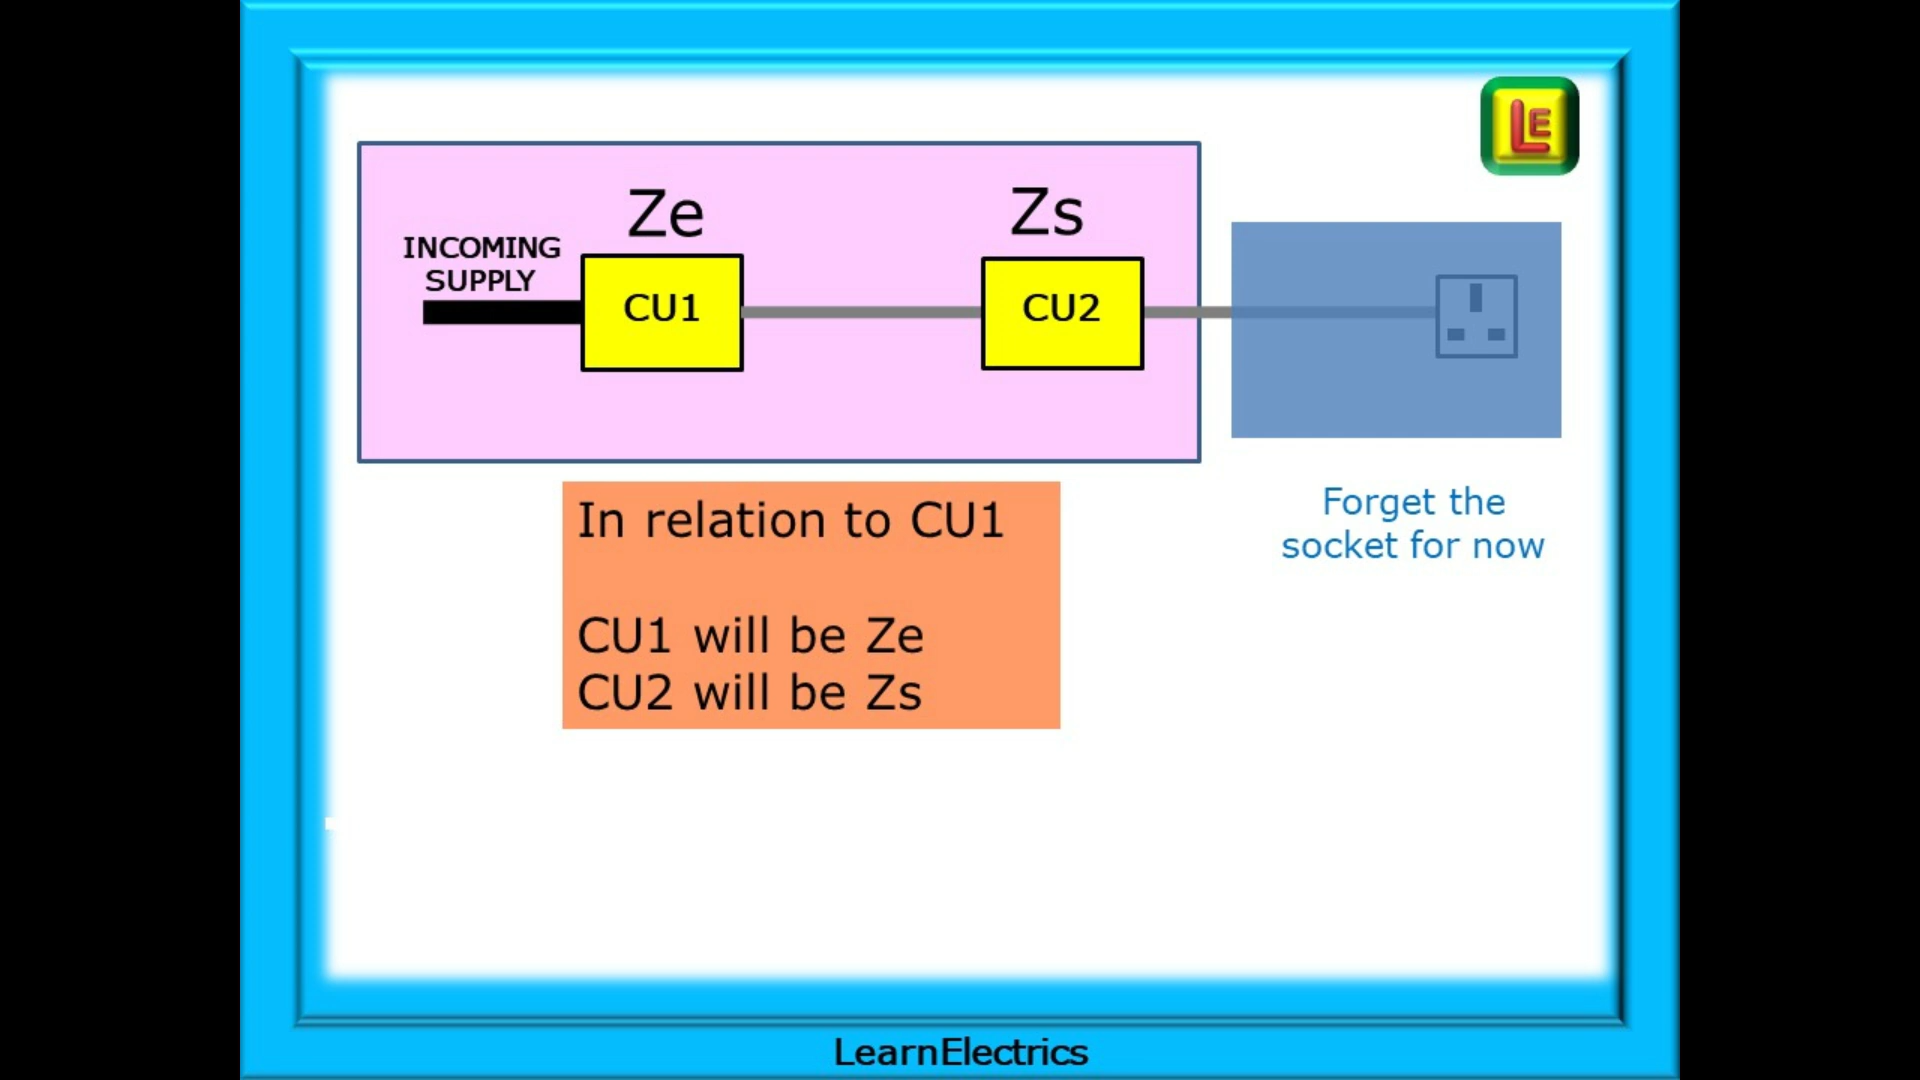 LE
Ze
Zs
INCOMING
SUPPLY
CU1
CU2
In relation to CU1
CU1 will be Ze
CU2 will be Zs
Forget the
socket for now
LearnElectrics